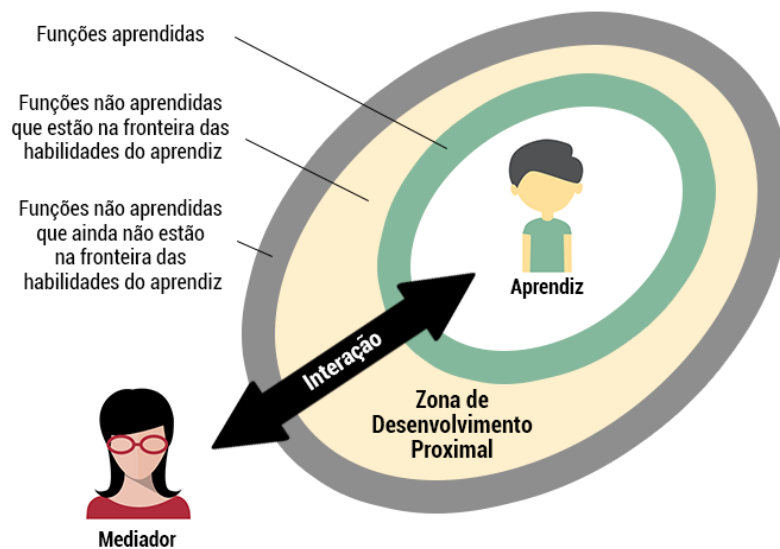 Funções aprendidas
Funções não aprendidas
que estão na fronteira das
habilidades do aprendiz
Funções não aprendidas
que ainda não estão
na fronteira das
habilidades do aprendiz
Aprendiz
Interação
Zona de
Desenvolvimento
Proximal
Mediador